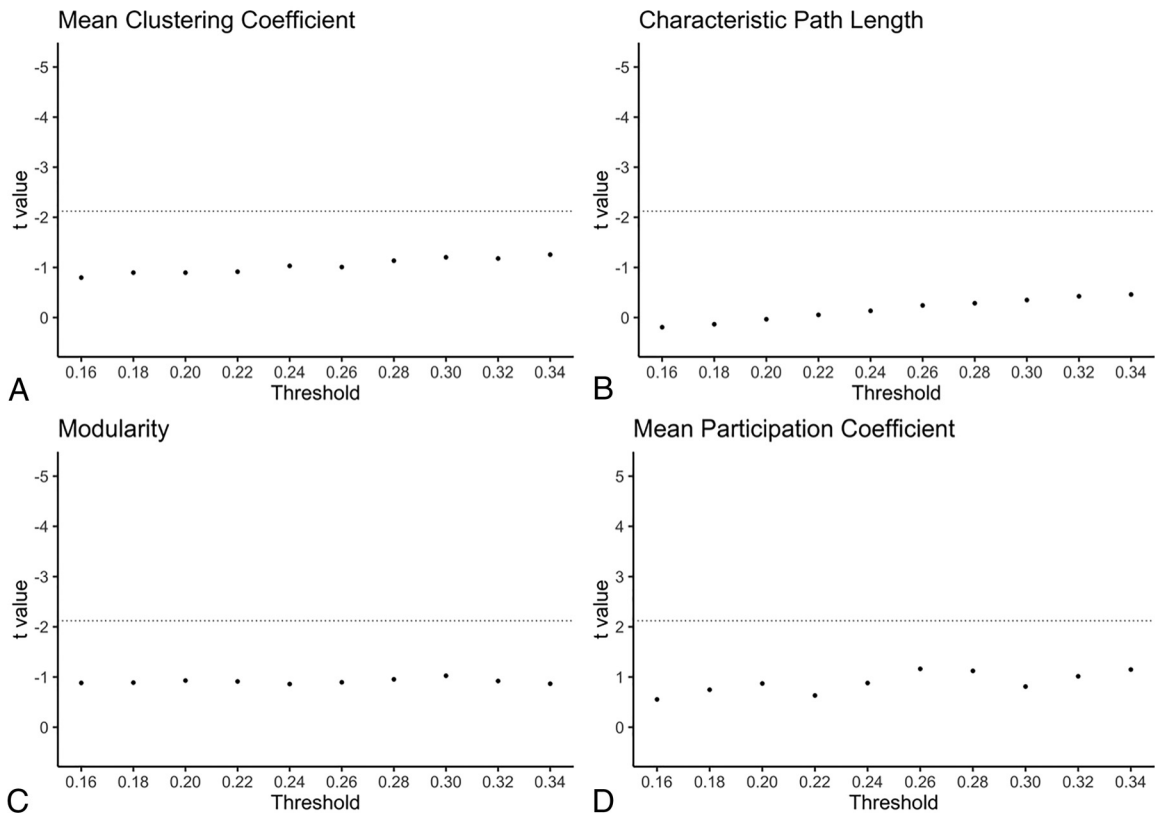 Mean Clustering Coefficient
-5
-4
-3
-2
-1
0
t value
0.16 0.18 0.20 0.22 0.24 0.26 0.28 0.30 0.32 0.34
Threshold
A
Characteristic Path Length
-5
-4
-3
-2
-1
0
t value
0.16 0.18 0.20 0.22 0.24 0.26 0.28 0.30 0.32 0.34
Threshold
B
Modularity
-5
-4
-3
-2
-1
0
t value
0.16 0.18 0.20 0.22 0.24 0.26 0.28 0.30 0.32 0.34
Threshold
C
Mean Participation Coefficient
5
4
3
2
1
0
t value
0.16 0.18 0.20 0.22 0.24 0.26 0.28 0.30 0.32 0.34
Threshold
D